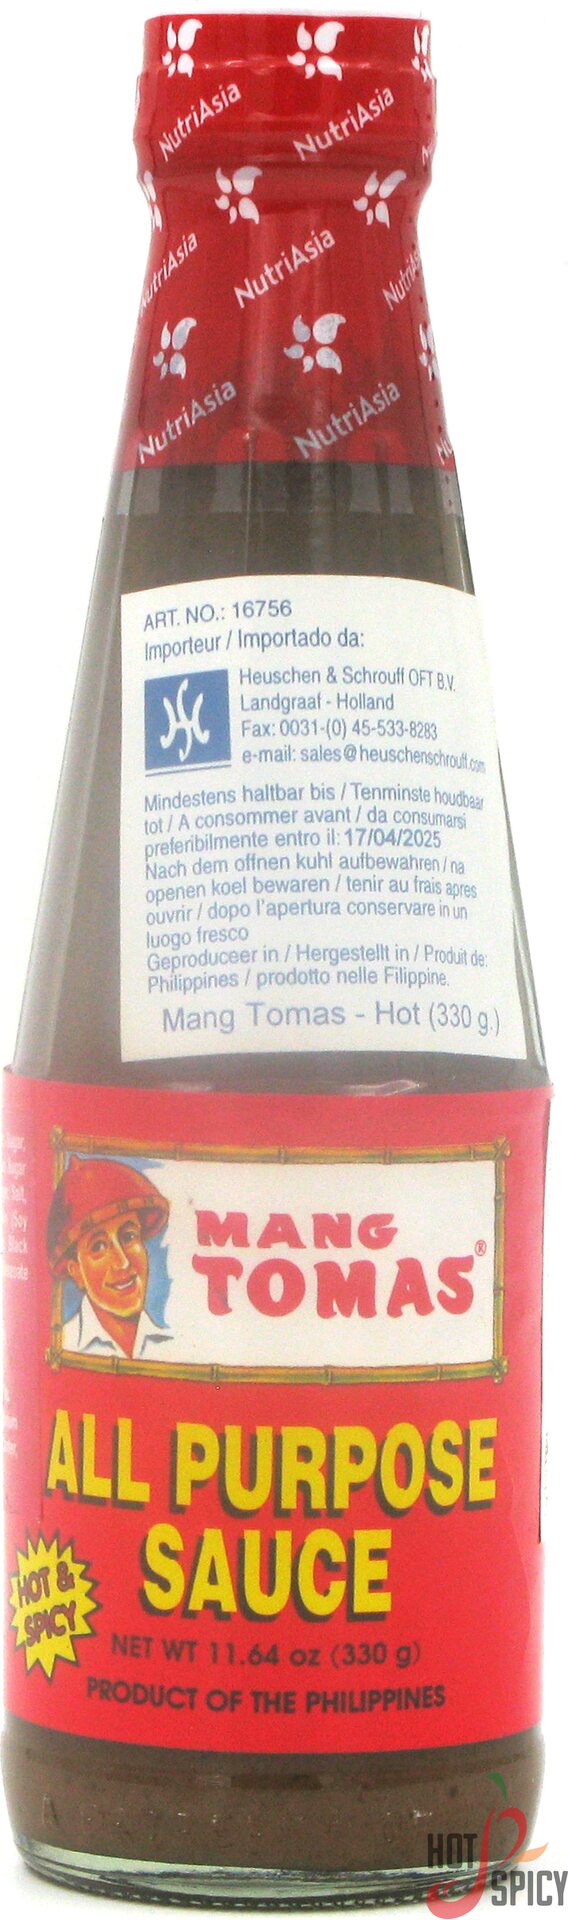 NutriAsia
NutriAsia
NutriAsia
NutriAsia
NutriAsia
NutriAsia
ART. NO.: 16756
Importeur / Importado da:
Heuschen & Schrouff OFT B.V.
Landgraaf - Holland
Fax: 0031-(0) 45-533-8283
e-mail: sales@heuschenschrouff.com
Mindestens haltbar bis / Tenminste houdbaar
tot / A consommer avant / da consumarsi
preferibilmente entro il: 17/04/2025
Nach dem offnen kuhl aufbewahren / na
openen koel bewaren / tenir au frais apres
ouvrir / dopo l'apertura conservare in un
luogo fresco
Geproduceer in / Hergestellt in / Produit de:
Philippines / prodotto nelle Filippine.
Mang Tomas - Hot (330 g.)
MANG
TOMAS®
ALL PURPOSE
SAUCE
HOT &
SPICY
NET WT 11.64 oz (330 g)
PRODUCT OF THE PHILIPPINES
HOT
SPICY